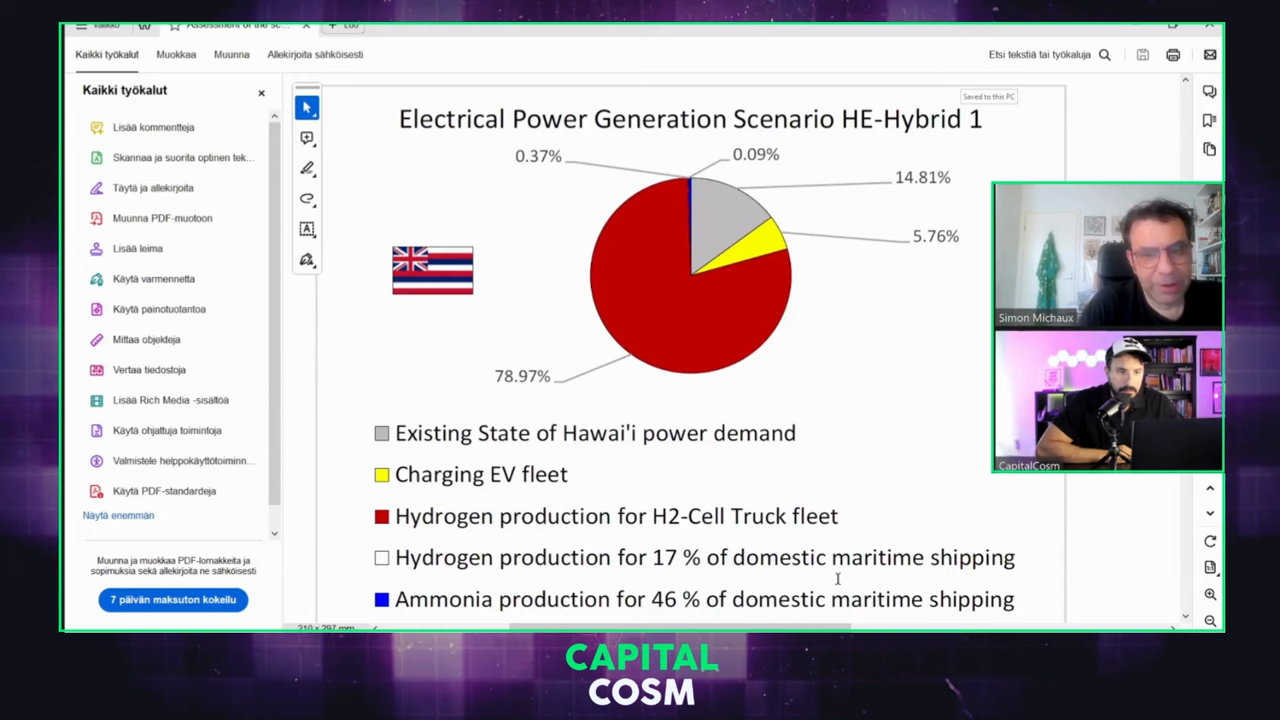 Kaikki työkalut Muokkaa Muunna Allekirjoita sähköisesti Etsi tekstiä tai työkaluja
Kaikki työkalut
Lisää kommentteja
Skannaa ja suorita optinen tek...
Täytä ja allekirjoita
Muunna PDF-muotoon
Lisää leima
Käytä varmennetta
Käytä painotuotantoa
Mittaa objekteja
Vertaa tiedostoja
Lisää Rich Media -sisältöä
Käytä ohjattuja toimintoja
Valmistele helppokäyttötoiminn...
Käytä PDF-standardeja
Näytä enemmän
Muunna ja muokkaa PDF-lomakkeita ja
sopimuksia sekä allekirjoita ne sähköisesti
7 päivän maksuton kokeilu
Saved to this PC
Electrical Power Generation Scenario HE-Hybrid 1
0.37%
0.09%
14.81%
5.76%
78.97%
Existing State of Hawai'i power demand
Charging EV fleet
Hydrogen production for H2-Cell Truck fleet
Hydrogen production for 17 % of domestic maritime shipping
Ammonia production for 46 % of domestic maritime shipping
Simon Michaux
CapitalCosm
CAPITAL
COSM